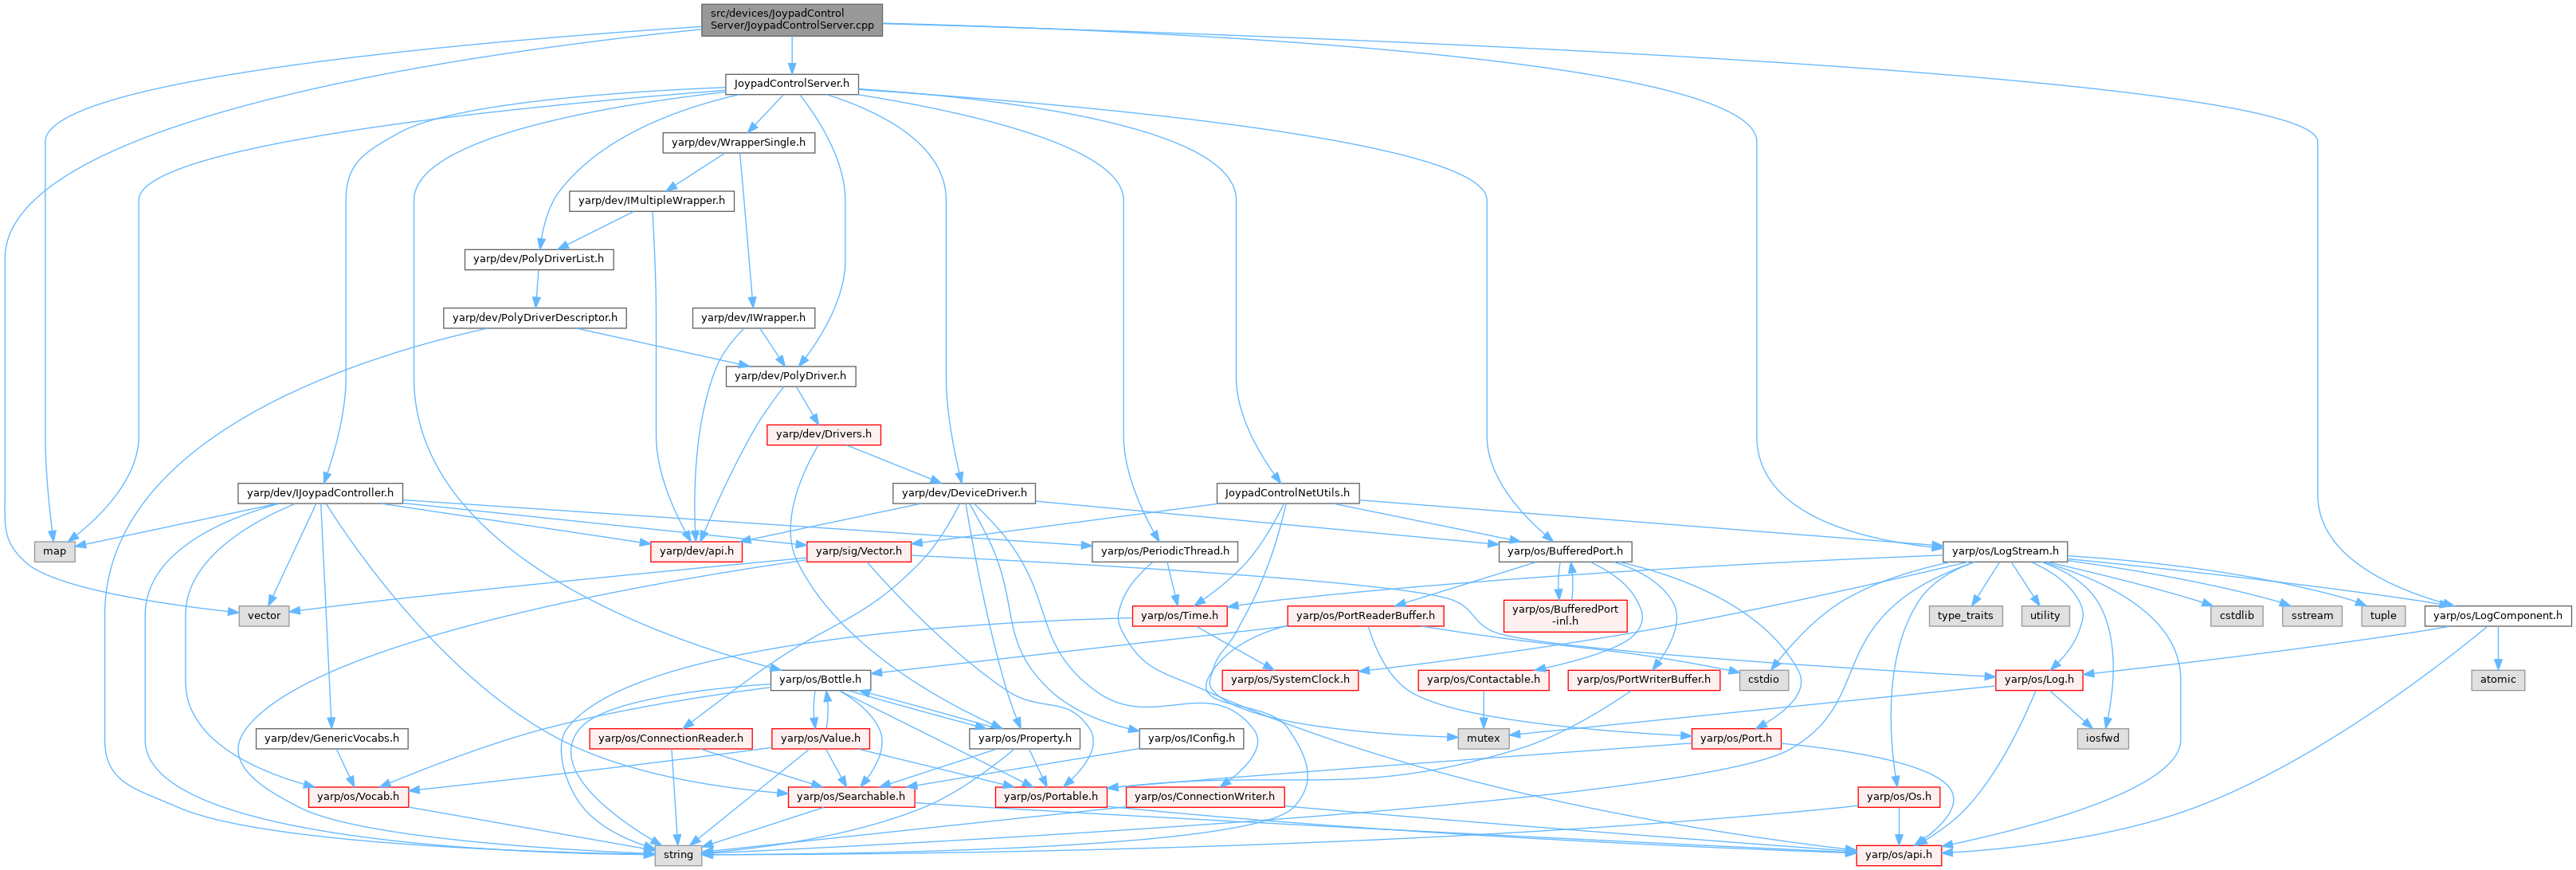 src/devices/JoypadControl
Server/JoypadControlServer.cpp
JoypadControlServer.h
yarp/dev/WrapperSingle.h
yarp/dev/IMultipleWrapper.h
yarp/dev/PolyDriverList.h
yarp/dev/PolyDriverDescriptor.h
yarp/dev/IWrapper.h
yarp/dev/PolyDriver.h
yarp/dev/Drivers.h
yarp/dev/IJoypadController.h
yarp/dev/DeviceDriver.h
JoypadControlNetUtils.h
map
yarp/dev/api.h
yarp/sig/Vector.h
yarp/os/PeriodicThread.h
yarp/os/BufferedPort.h
yarp/os/LogStream.h
vector
yarp/os/Time.h
yarp/os/PortReaderBuffer.h
yarp/os/BufferedPort
-inl.h
type_traits
utility
cstdlib
sstream
tuple
yarp/os/LogComponent.h
yarp/os/Bottle.h
yarp/os/SystemClock.h
yarp/os/Contactable.h
yarp/os/PortWriterBuffer.h
cstdio
yarp/os/Log.h
atomic
yarp/dev/GenericVocabs.h
yarp/os/ConnectionReader.h
yarp/os/Value.h
yarp/os/Property.h
yarp/os/IConfig.h
mutex
yarp/os/Port.h
iosfwd
yarp/os/Vocab.h
yarp/os/Searchable.h
yarp/os/Portable.h
yarp/os/ConnectionWriter.h
yarp/os/Os.h
string
yarp/os/api.h